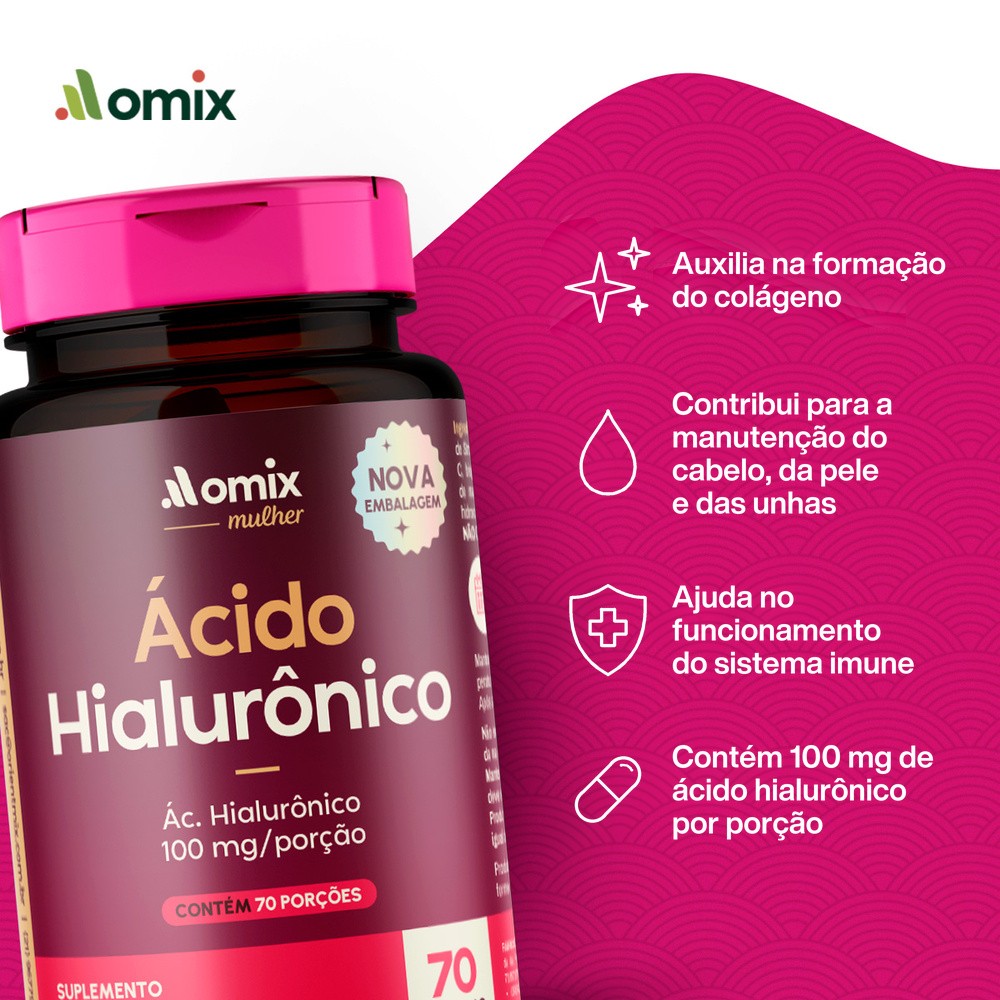 omix
Auxilia na formação
do colágeno
Contribui para a
manutenção do
cabelo, da pele
e das unhas
Ajuda no
funcionamento
do sistema imune
Contém 100 mg de
ácido hialurônico
por porção
omix
mulher
NOVA
EMBALAGEM
Ácido
Hialurônico
Ác. Hialurônico
100 mg/porção
CONTÉM 70 PORÇÕES
SUPLEMENTO
70